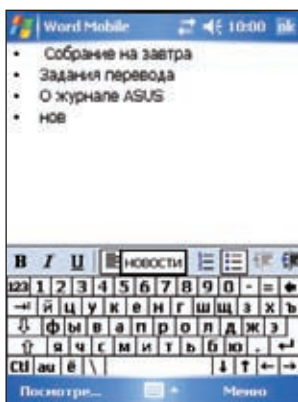 Word Mobile 10:00 ok
• Собрание на завтра
• Задания перевода
• О журнале ASUS
• нов
B I U новости
123 1 2 3 4 5 6 7 8 9 0 - =
й ц у к е н г ш щ з х ъ
ф ы в а п р о л д ж э
я ч с м и т ь б ю .
Ctl au ё \
Посмотре... Меню